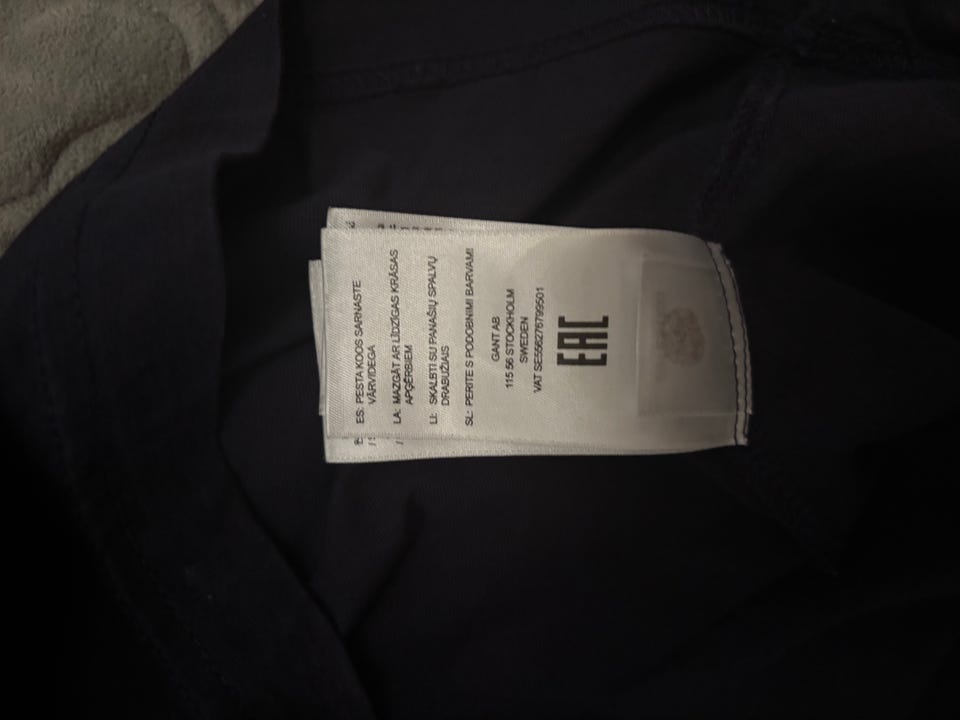 ES: PESTA KOOS SARNASTE
VÄRVIDEGA
LA: MAZGĀT AR LĪDZĪGAS KRĀSAS
APĢĒRBIEM
LI: SKALBTI SU PANAŠIŲ SPALVŲ
DRABUŽIAIS
SL: PERITE S PODOBNIMI BARVAMI
GANT AB
115 56 STOCKHOLM
SWEDEN
VAT SE556276799501
EAC